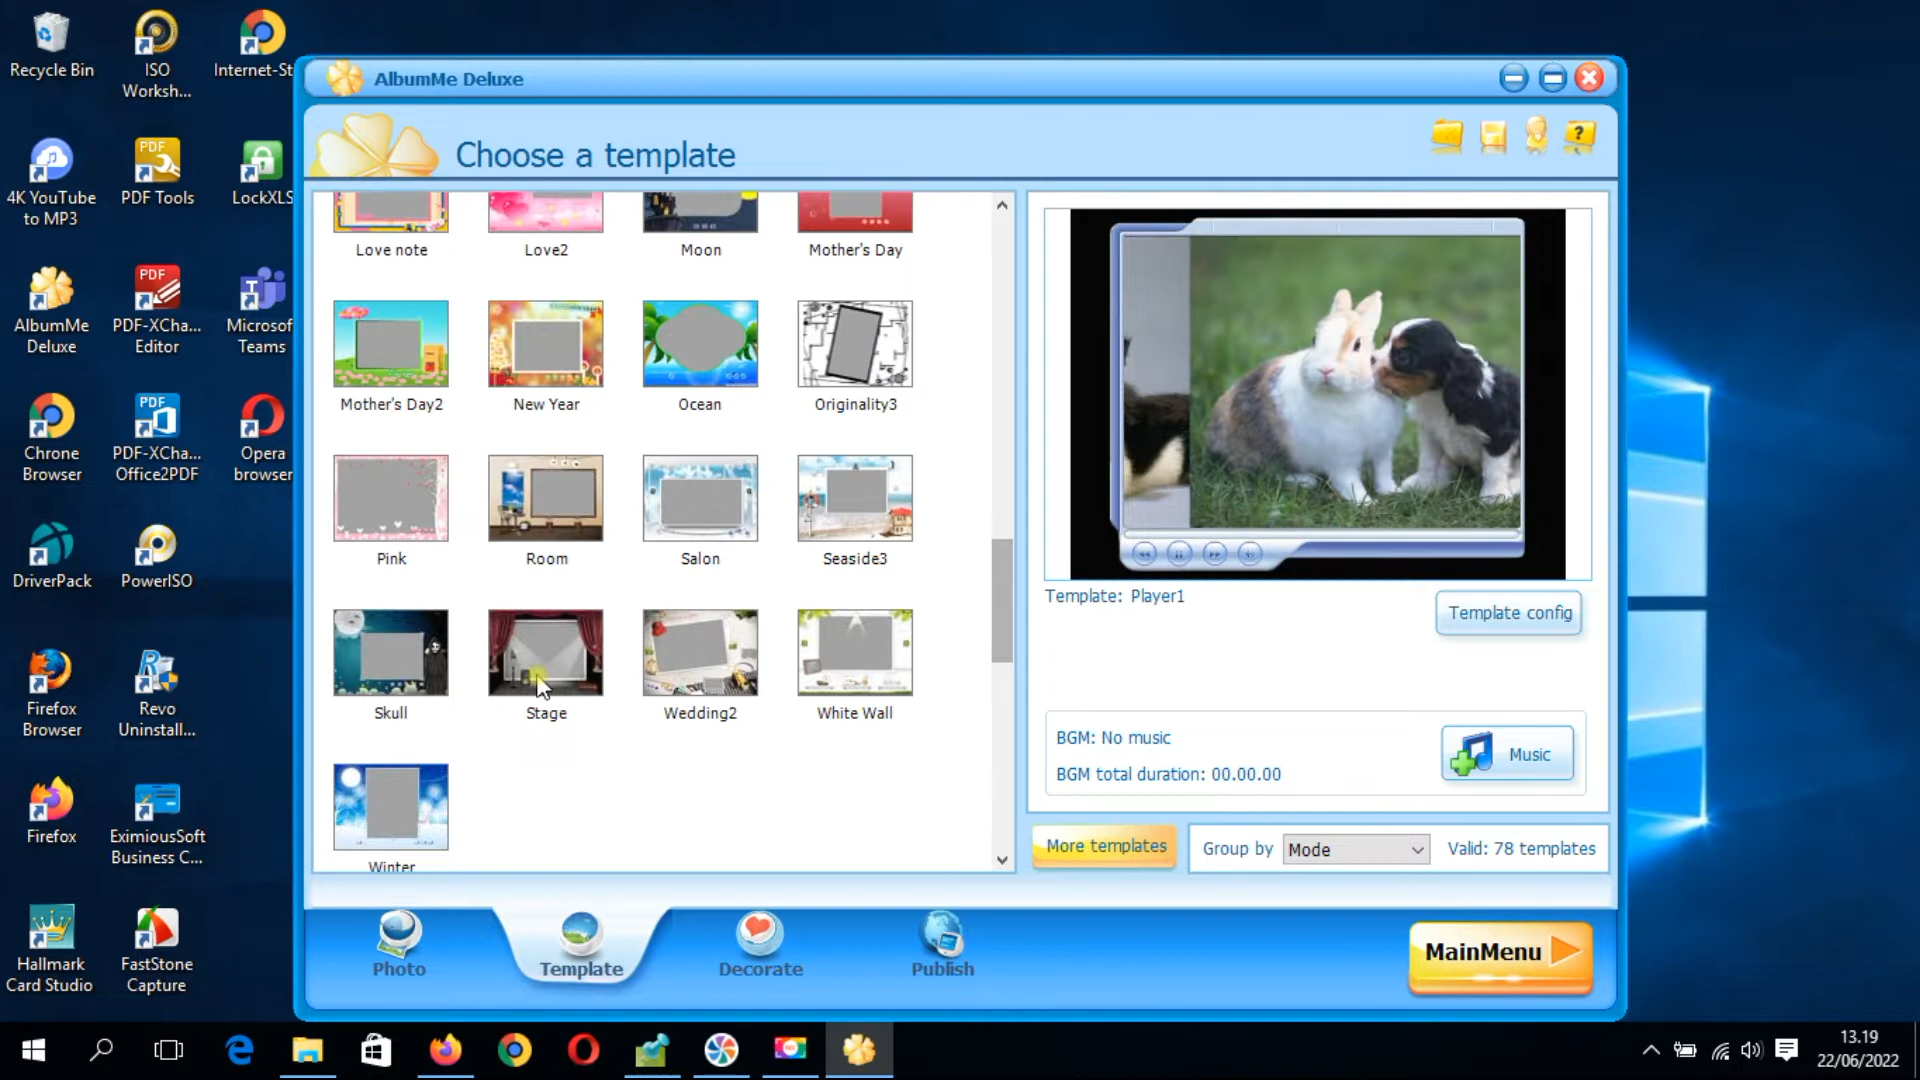 Recycle Bin
ISO
Worksh...
Internet-St
4K YouTube
to MP3
PDF
PDF Tools
LockXLS
AlbumMe
Deluxe
PDF
PDF-XCha...
Editor
Microsof
Teams
Chrome
Browser
PDF
PDF-XCha...
Office2PDF
Opera
browser
DriverPack
PowerISO
Firefox
Browser
Revo
Uninstall...
Firefox
EximiousSoft
Business C...
Hallmark
Card Studio
FastStone
Capture
AlbumMe Deluxe
Choose a template
?
Love note
Love2
Moon
Mother's Day
Mother's Day2
New Year
Ocean
Originality3
Pink
Room
Salon
Seaside3
Skull
Stage
Wedding2
White Wall
Winter
Template: Player1
Template config
BGM: No music
BGM total duration: 00.00.00
Music
More templates
Group by
Mode
Valid: 78 templates
Photo
Template
Decorate
Publish
MainMenu
13.19
22/06/2022